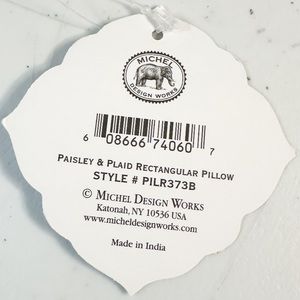 MICHEL
DESIGN WORKS
6 08666 74060 7
PAISLEY & PLAID RECTANGULAR PILLOW
STYLE # PILR373B
© MICHEL DESIGN WORKS
Katonah, NY 10536 USA
www.micheldesignworks.com
Made in India